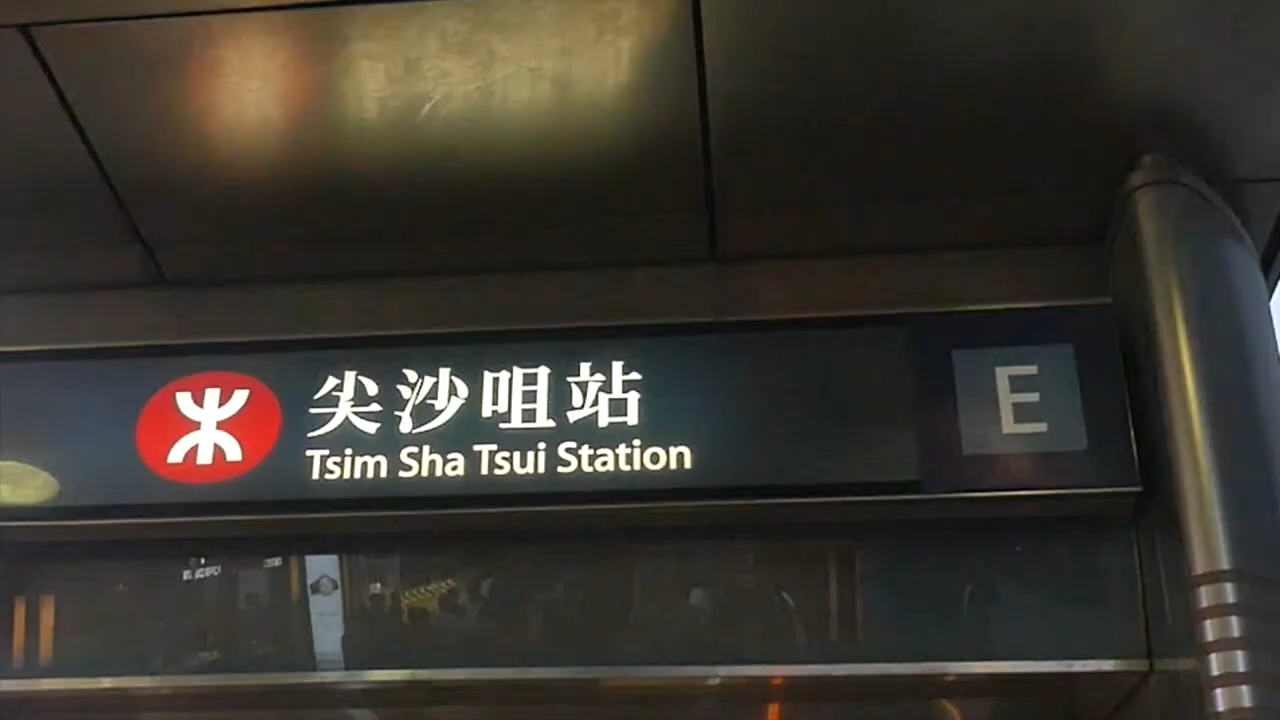 尖沙咀站
Tsim Sha Tsui Station
E